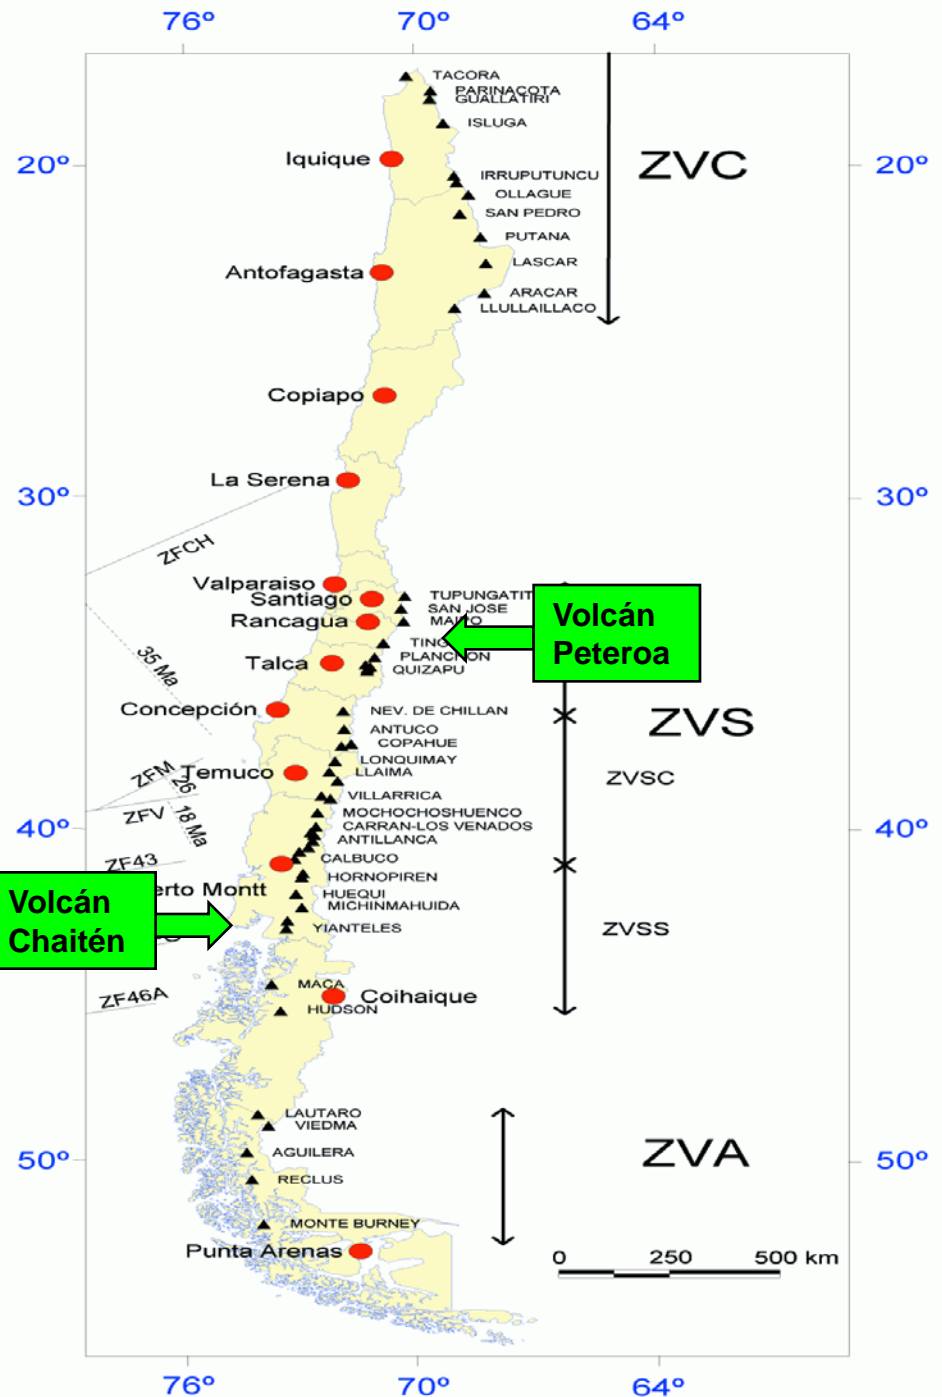 76° 70° 64°
TACORA
PARINACOTA
GUALLATIRI
ISLUGA
Iquique
20° 20°
ZVC
IRRUPUTUNCU
OLLAGUE
SAN PEDRO
PUTANA
LASCAR
Antofagasta
ARACAR
LLULLAILLACO
Copiapo
La Serena
30° 30°
ZFCH
Valparaiso
TUPUNGATIT
Santiago
SAN JOSE
Rancagua
Volcán
Peteroa
35 Ma
PLANCHON
Talca
QUIZAPU
Concepción
NEV. DE CHILLAN
ZVS
ANTUCO
COPAHUE
LONQUIMAY
ZFM
26
Temuco
LLAIMA
ZVSC
VILLARRICA
ZFV
18 Ma
MOCHOCHOSHUENCO
CARRAN-LOS VENADOS
40° 40°
ANTILLANCA
ZF43
CALBUCO
HORNOPIREN
erto Montt
HUEQUI
MICHINMAHUIDA
Volcán
Chaitén
YIANTELES
ZVSS
MACA
ZF46A
Coihaique
HUDSON
LAUTARO
VIEDMA
AGUILERA
ZVA
50° 50°
RECLUS
MONTE BURNEY
Punta Arenas
0 250 500 km
76° 70° 64°